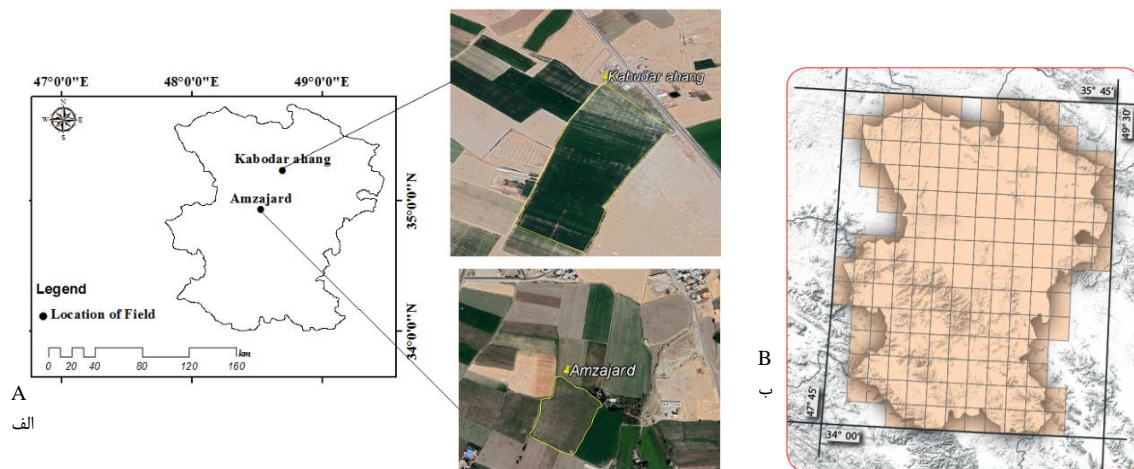 47°0'0"E 48°0'0"E 49°0'0"E
N
W E
S
Kabodar ahang
Amzajard
35°0'0"N
34°0'0"N
Legend
Location of Field
km
0 20 40 80 120 160
A
الف
Kabudar ahang
Amzajard
B
ب
35° 45'
49° 30'
47° 45'
34° 00'